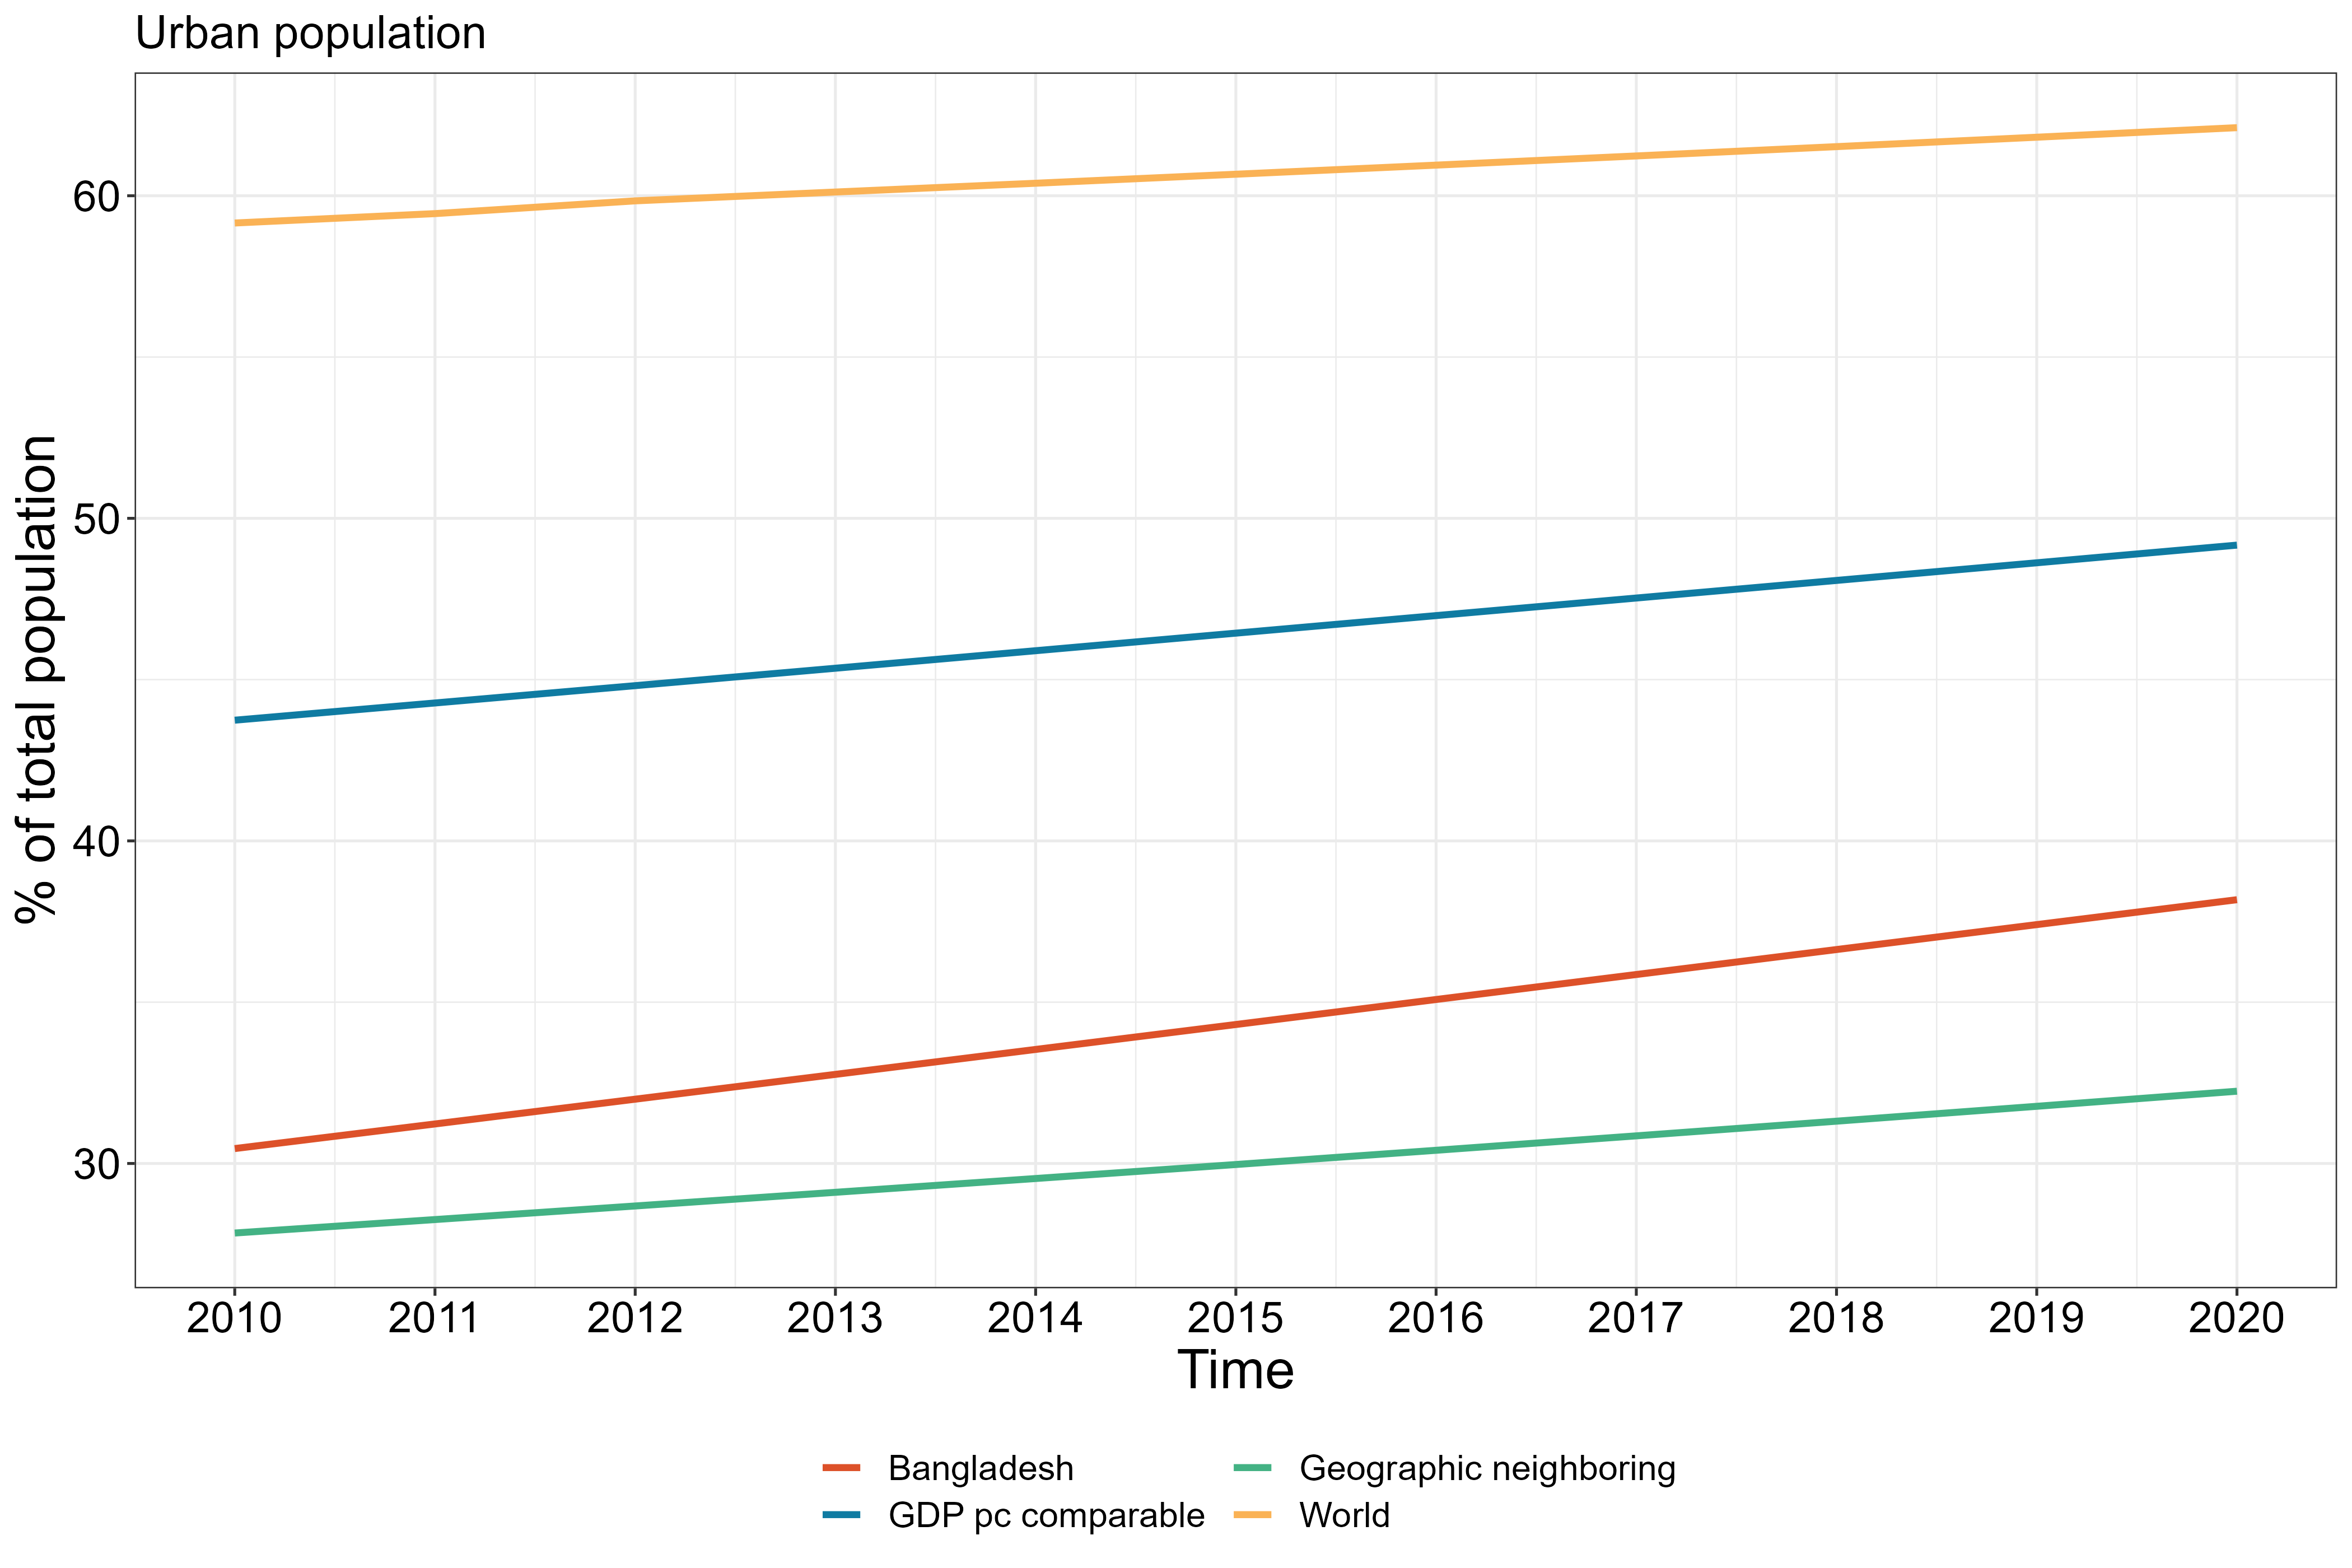 Urban population
% of total population
60
50
40
30
2010 2011 2012 2013 2014 2015 2016 2017 2018 2019 2020
Time
Bangladesh Geographic neighboring
GDP pc comparable World